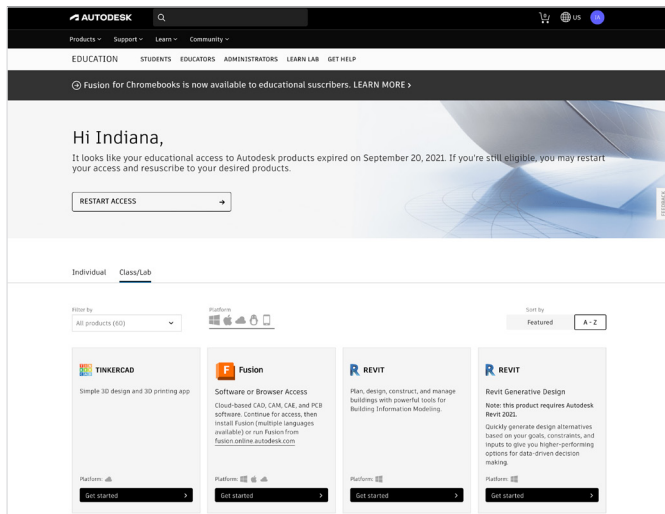 AUTODESK
US
JA
Products Support Learn Community
EDUCATION STUDENTS EDUCATORS ADMINISTRATORS LEARN LAB GET HELP
Fusion for Chromebooks is now available to educational suscribers. LEARN MORE >
Hi Indiana,
It looks like your educational access to Autodesk products expired on September 20, 2021. If you're still eligible, you may restart
your access and resuscribe to your desired products.
RESTART ACCESS
FEEDBACK
Individual Class/Lab
Filter by
All products (60)
Platform
Sort by
Featured A - Z
TINKERCAD
Simple 3D design and 3D printing app
Platform:
Get started
F Fusion
Software or Browser Access
Cloud-based CAD, CAM, CAE, and PCB
software. Continue for access, then
install Fusion (multiple languages
available) or run Fusion from
fusion.online.autodesk.com
Platform:
Get started
R REVIT
Plan, design, construct, and manage
buildings with powerful tools for
Building Information Modeling.
Platform:
Get started
R REVIT
Revit Generative Design
Note: this product requires Autodesk
Revit 2021.
Quickly generate design alternatives
based on your goals, constraints, and
inputs to give you higher-performing
options for data-driven decision
making.
Platform:
Get started